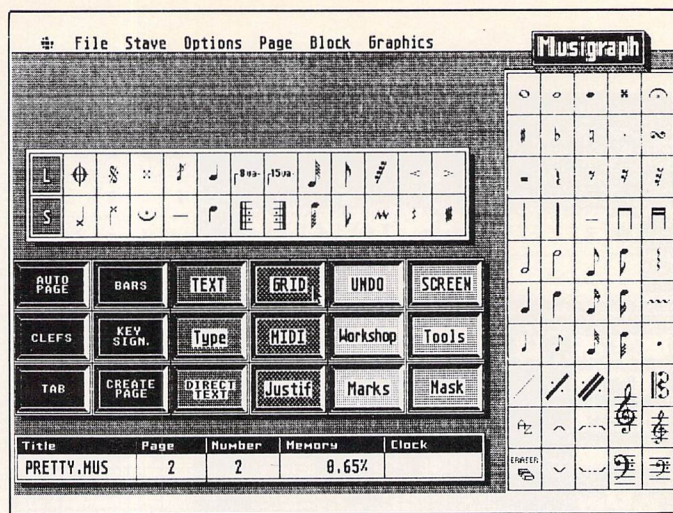 File Stave Options Page Block Graphics
Musigraph
L 8va 15va
S
AUTO PAGE BARS TEXT GRID UNDO SCREEN
CLEFS KEY SIGN. Type MIDI Workshop Tools
TAB CREATE PAGE DIRECT TEXT Justif Marks Mask
Title Page Number Memory Clock
PRETTY.MUS 2 2 0,65%
AZ
ERASER